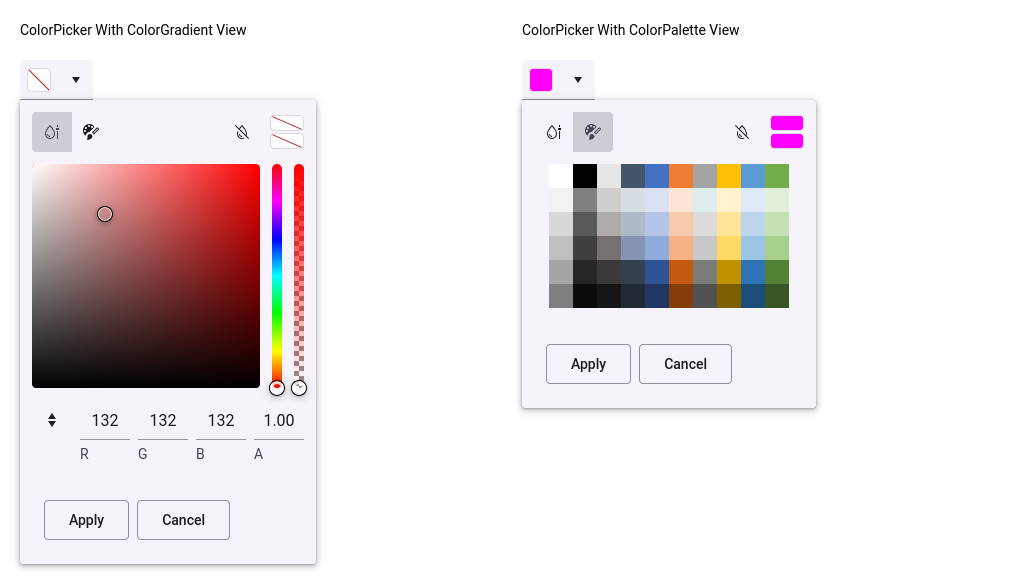 ColorPicker With ColorGradient View
132 132 132 1.00
R G B A
Apply Cancel
ColorPicker With ColorPalette View
Apply Cancel